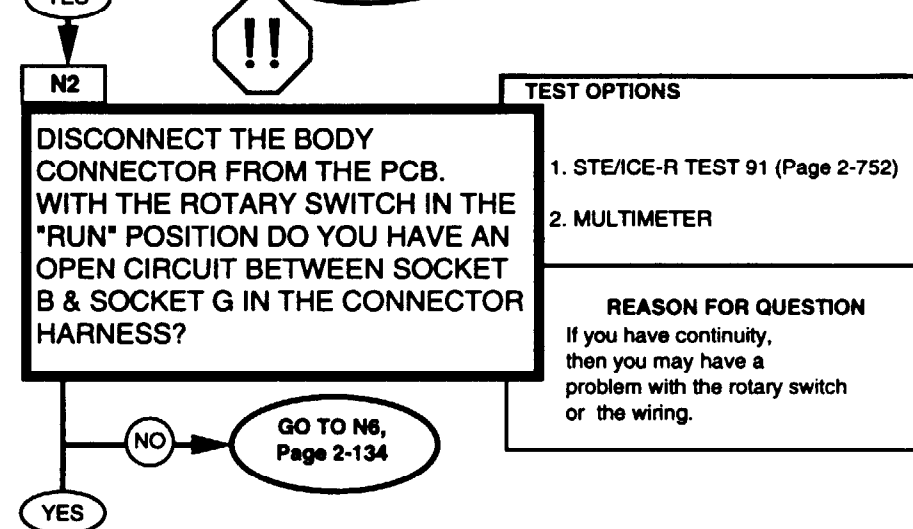 YES
!!
N2
DISCONNECT THE BODY
CONNECTOR FROM THE PCB.
WITH THE ROTARY SWITCH IN THE
"RUN" POSITION DO YOU HAVE AN
OPEN CIRCUIT BETWEEN SOCKET
B & SOCKET G IN THE CONNECTOR
HARNESS?
TEST OPTIONS
1. STE/ICE-R TEST 91 (Page 2-752)
2. MULTIMETER
REASON FOR QUESTION
If you have continuity,
then you may have a
problem with the rotary switch
or the wiring.
NO
GO TO N6,
Page 2-134
YES